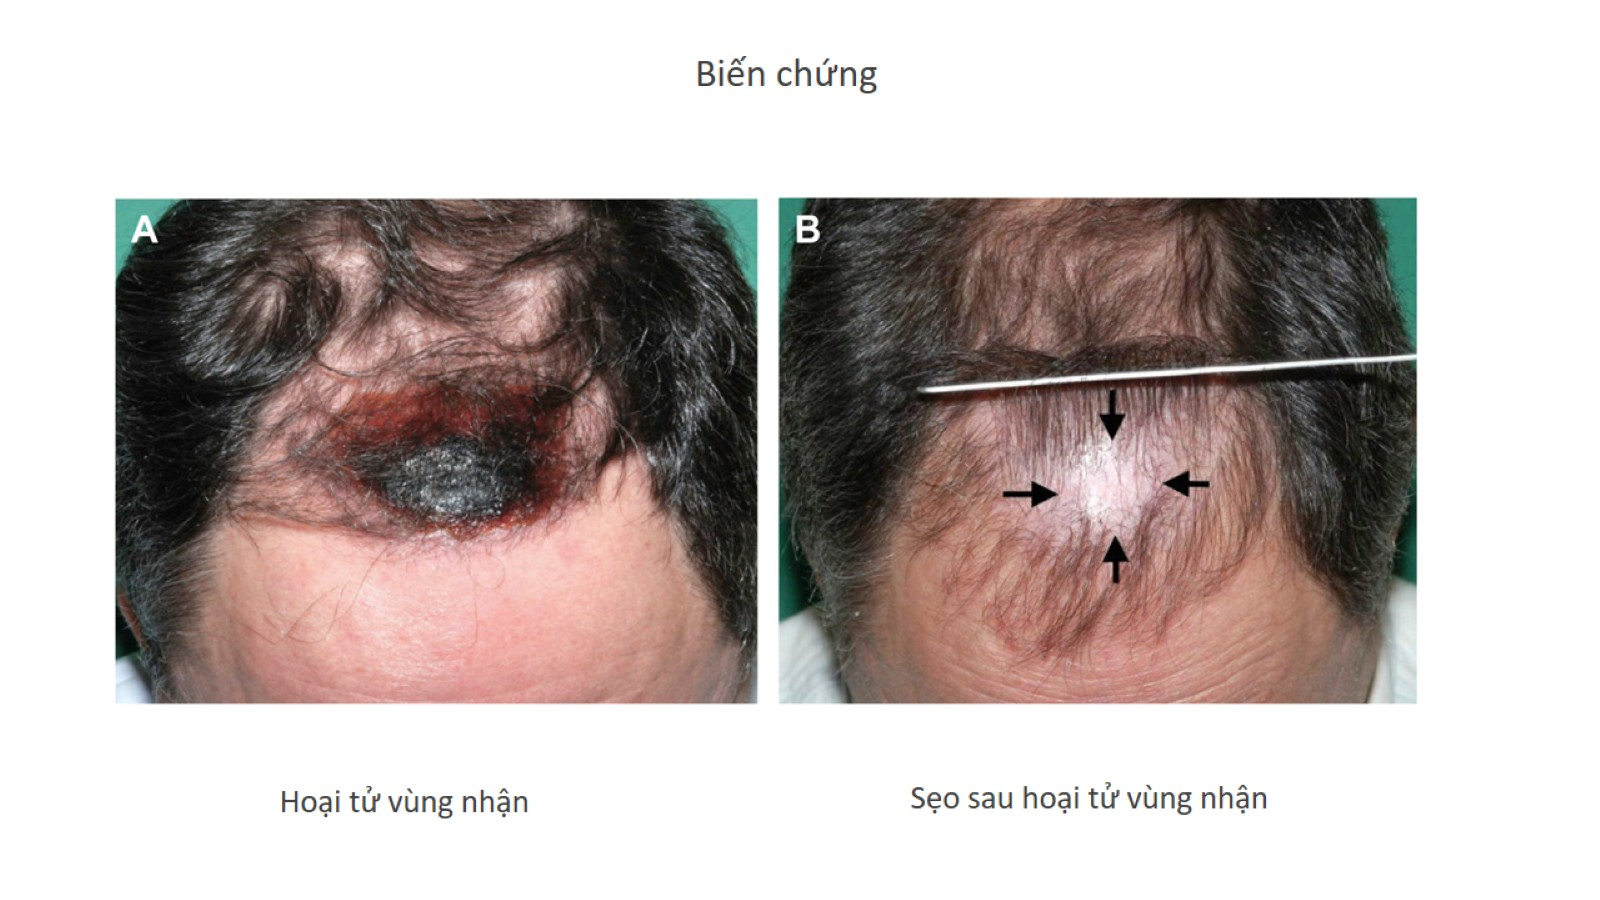 Biến chứng
A
B
Hoại tử vùng nhận
Sẹo sau hoại tử vùng nhận